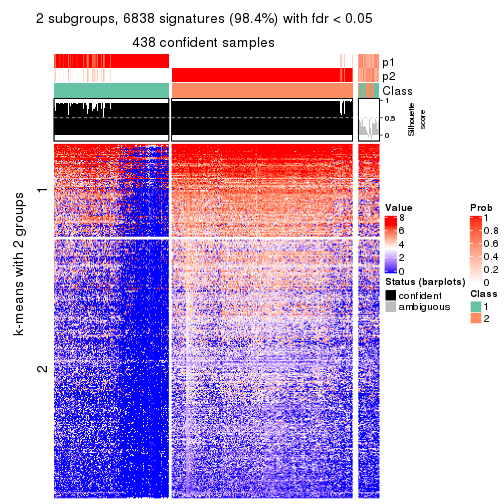 2 subgroups, 6838 signatures (98.4%) with fdr < 0.05
438 confident samples
p1
p2
Class
1
0.5
0
Silhouette
score
k-means with 2 groups
1
2
Value
8
6
4
2
0
Prob
1
0.8
0.6
0.4
0.2
0
Status (barplots)
confident
ambiguous
Class
1
2